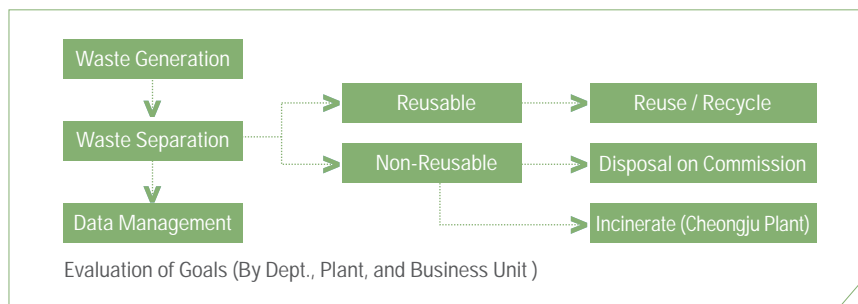 Waste Generation
Reusable
Reuse / Recycle
Waste Separation
Non-Reusable
Disposal on Commission
Data Management
Incinerate (Cheongju Plant)
Evaluation of Goals (By Dept., Plant, and Business Unit )